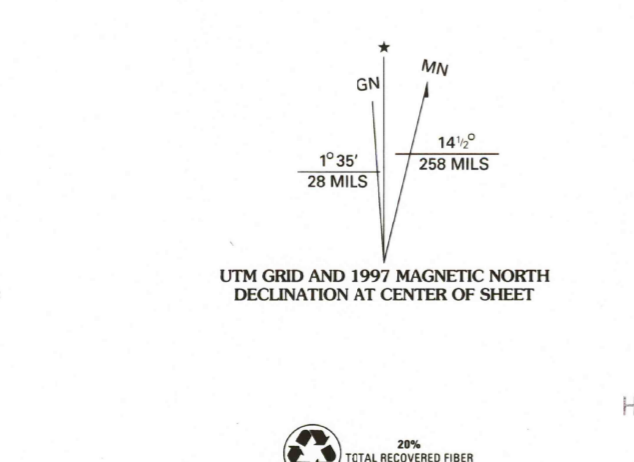 ★
GN
MN
1°35'
28 MILS
14½°
258 MILS
UTM GRID AND 1997 MAGNETIC NORTH
DECLINATION AT CENTER OF SHEET
H
20%
TOTAL RECOVERED FIBER